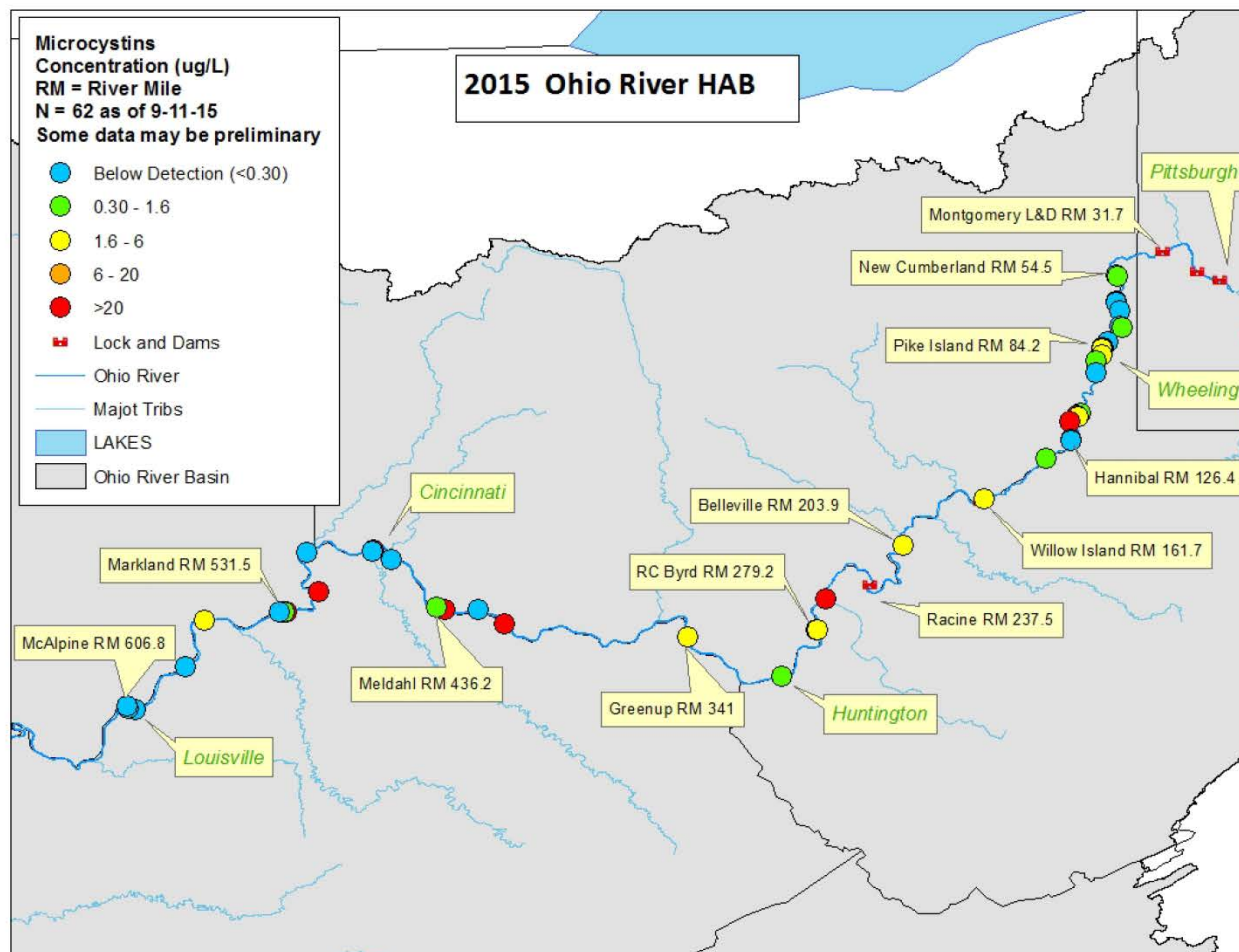 Microcystins
Concentration (ug/L)
RM = River Mile
N = 62 as of 9-11-15
Some data may be preliminary
Below Detection (<0.30)
0.30 - 1.6
1.6 - 6
6 - 20
>20
Lock and Dams
Ohio River
Majot Tribs
LAKES
Ohio River Basin
2015 Ohio River HAB
Pittsburgh
Montgomery L&D RM 31.7
New Cumberland RM 54.5
Pike Island RM 84.2
Wheeling
Hannibal RM 126.4
Cincinnati
Belleville RM 203.9
Willow Island RM 161.7
Markland RM 531.5
RC Byrd RM 279.2
Racine RM 237.5
McAlpine RM 606.8
Meldahl RM 436.2
Greenup RM 341
Huntington
Louisville